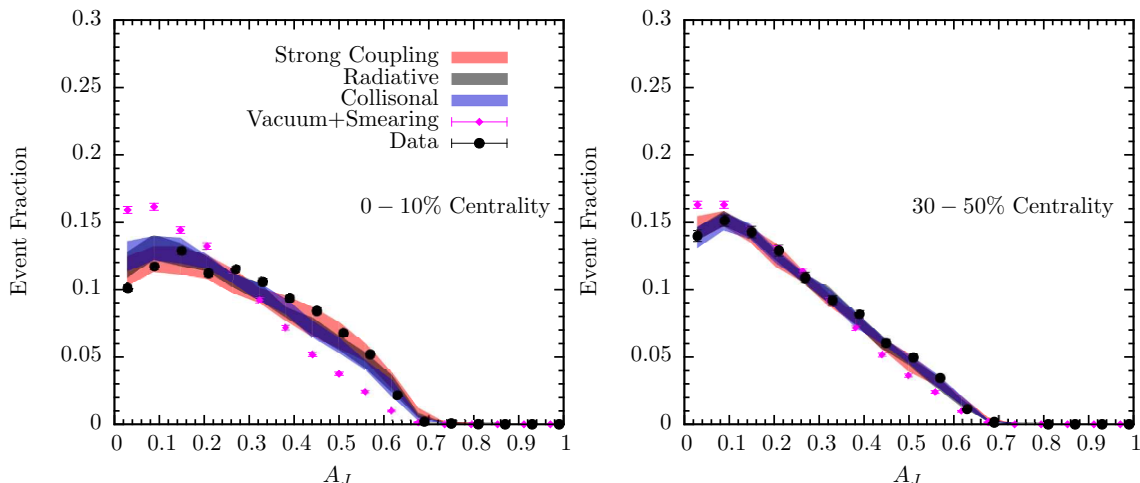 0.3
0.25
0.2
0.15
0.1
0.05
0
Event Fraction
Strong Coupling
Radiative
Collisonal
Vacuum+Smearing
Data
0 − 10% Centrality
0 0.1 0.2 0.3 0.4 0.5 0.6 0.7 0.8 0.9 1
A_J
0.3
0.25
0.2
0.15
0.1
0.05
0
Event Fraction
30 − 50% Centrality
0 0.1 0.2 0.3 0.4 0.5 0.6 0.7 0.8 0.9 1
A_J